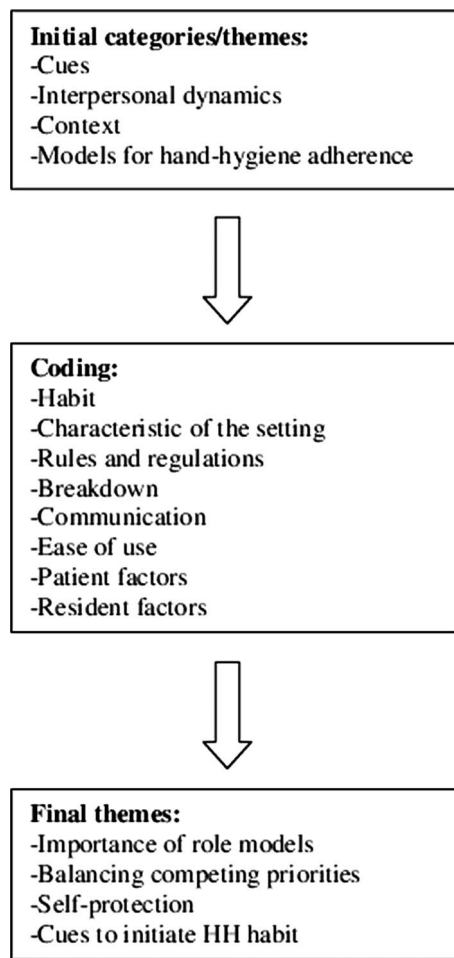 Initial categories/themes:
-Cues
-Interpersonal dynamics
-Context
-Models for hand-hygiene adherence
Coding:
-Habit
-Characteristic of the setting
-Rules and regulations
-Breakdown
-Communication
-Ease of use
-Patient factors
-Resident factors
Final themes:
-Importance of role models
-Balancing competing priorities
-Self-protection
-Cues to initiate HH habit